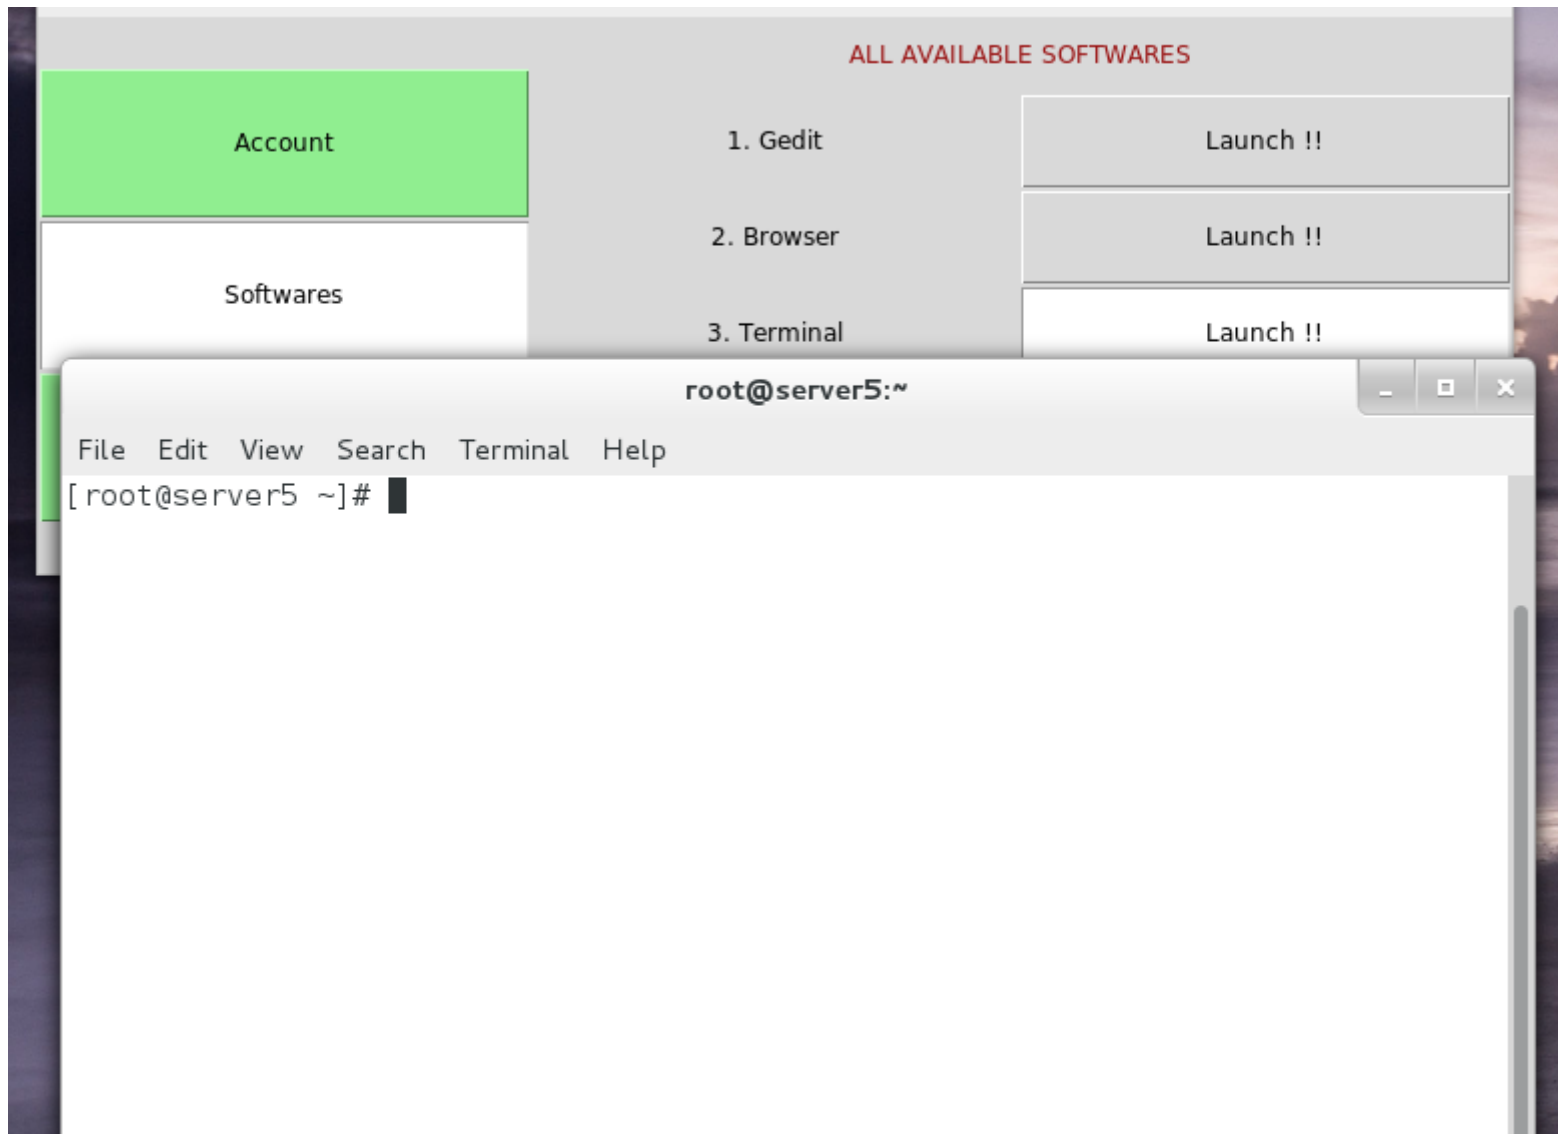 ALL AVAILABLE SOFTWARES
Account
1. Gedit
Launch !!
2. Browser
Launch !!
Softwares
3. Terminal
Launch !!
root@server5:~
File Edit View Search Terminal Help
[root@server5 ~]#